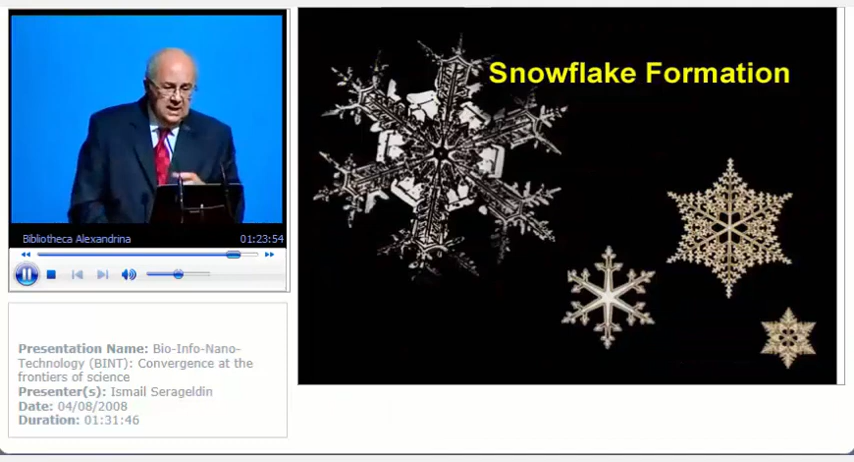 Snowflake Formation
Bibliotheca Alexandrina 01:23:54
Presentation Name: Bio-Info-Nano-
Technology (BINT): Convergence at the
frontiers of science
Presenter(s): Ismail Serageldin
Date: 04/08/2008
Duration: 01:31:46